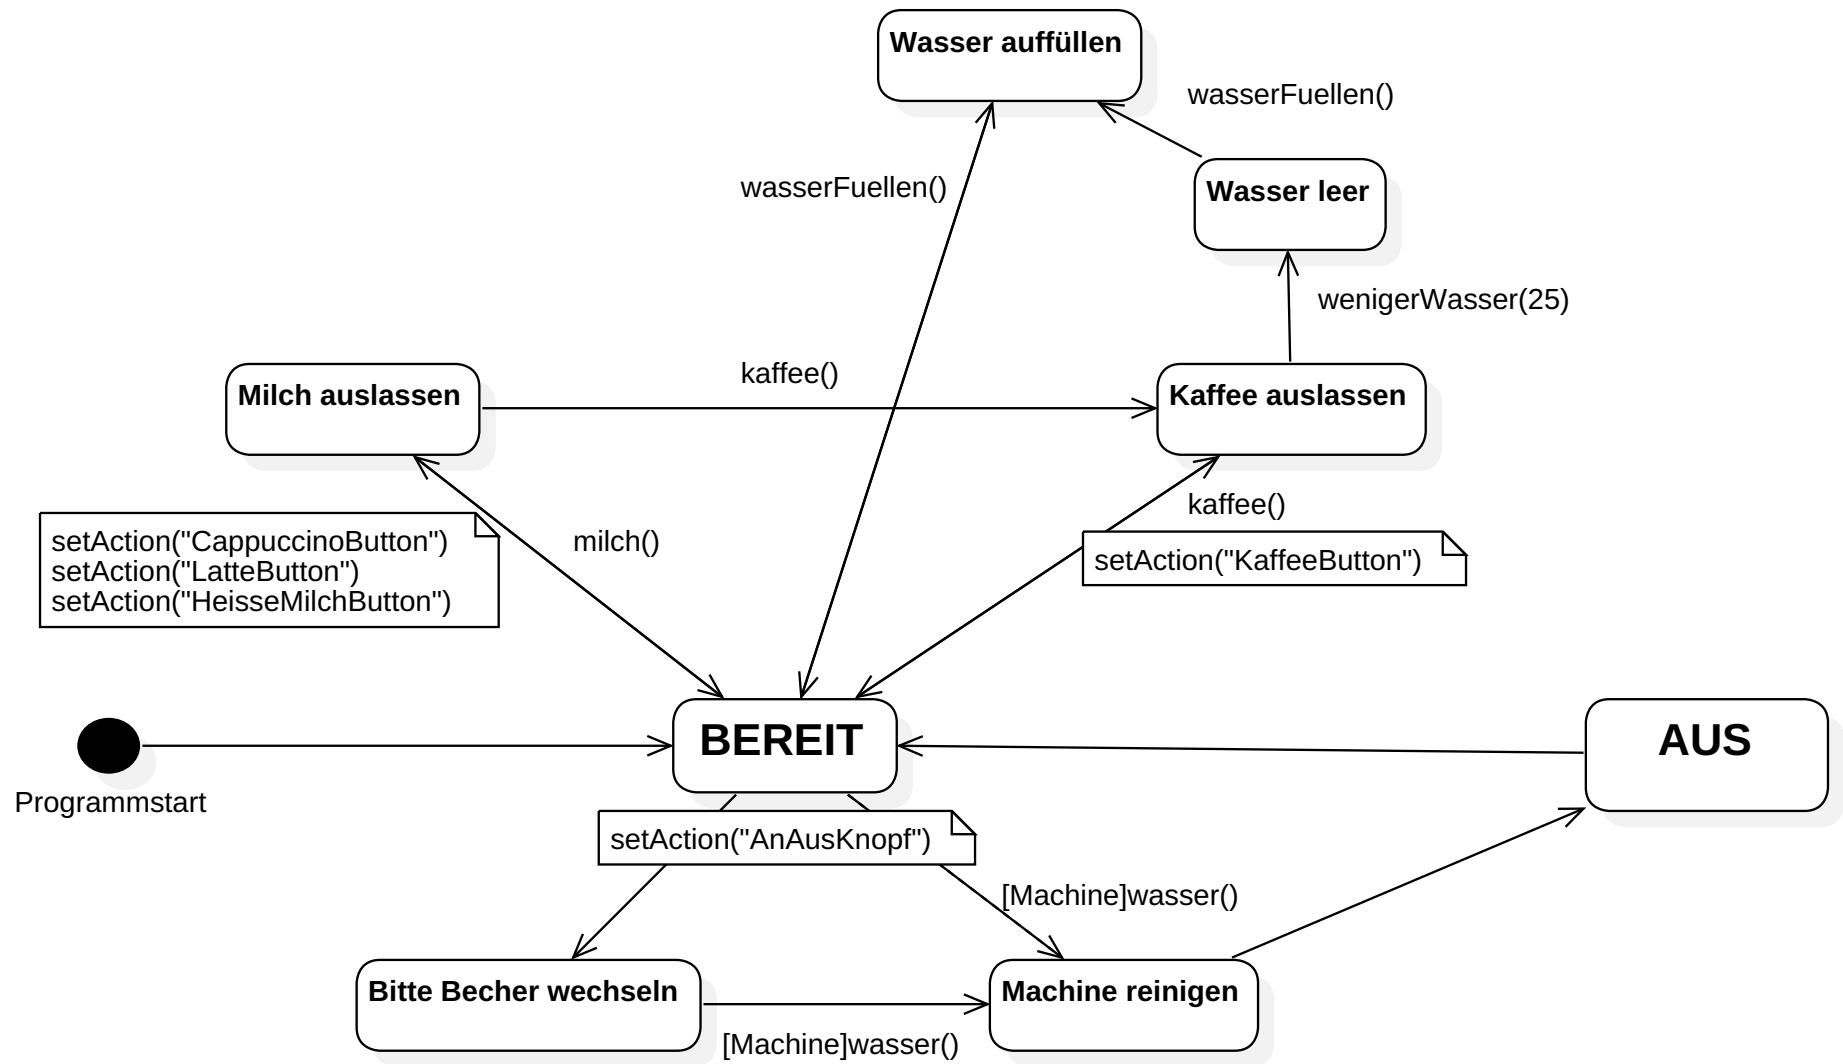 Wasser auffüllen
wasserFuellen()
wasserFuellen()
Wasser leer
wenigerWasser(25)
kaffee()
Milch auslassen
Kaffee auslassen
kaffee()
setAction("CappuccinoButton")
setAction("LatteButton")
setAction("HeisseMilchButton")
milch()
setAction("KaffeeButton")
BEREIT
AUS
Programmstart
setAction("AnAusKnopf")
[Machine]wasser()
Bitte Becher wechseln
Machine reinigen
[Machine]wasser()